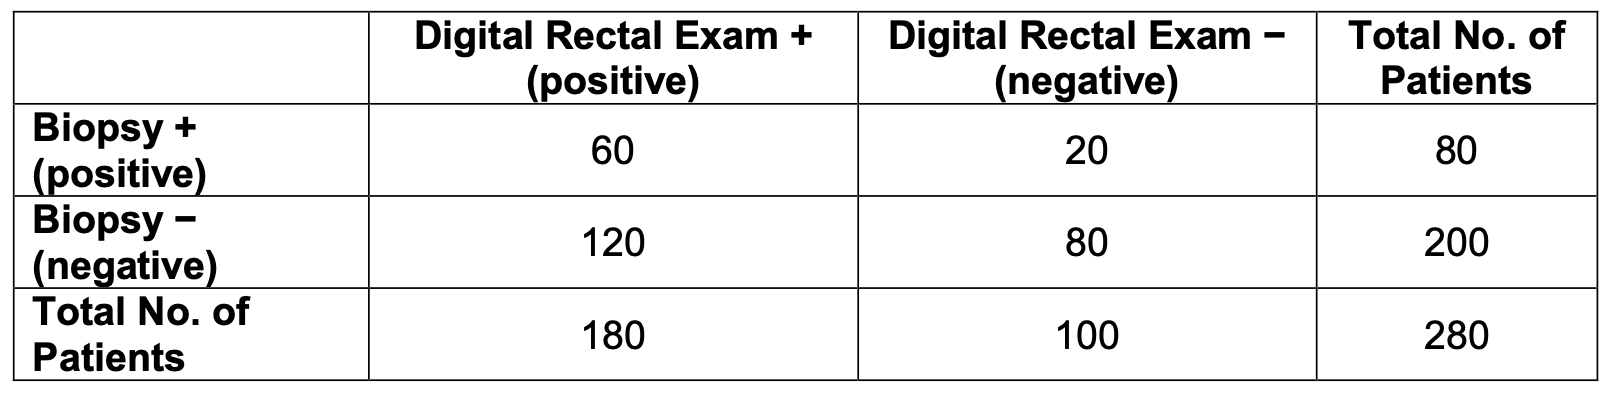 Digital Rectal Exam + Digital Rectal Exam − Total No. of
(positive) (negative) Patients
Biopsy +
(positive) 60 20 80
Biopsy −
(negative) 120 80 200
Total No. of
Patients 180 100 280